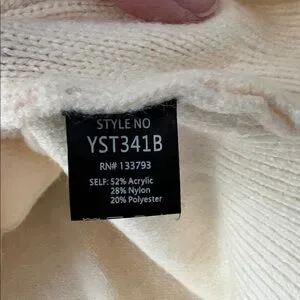 STYLE NO
YST341B
RN# 133793
SELF: 52% Acrylic
28% Nylon
20% Polyester